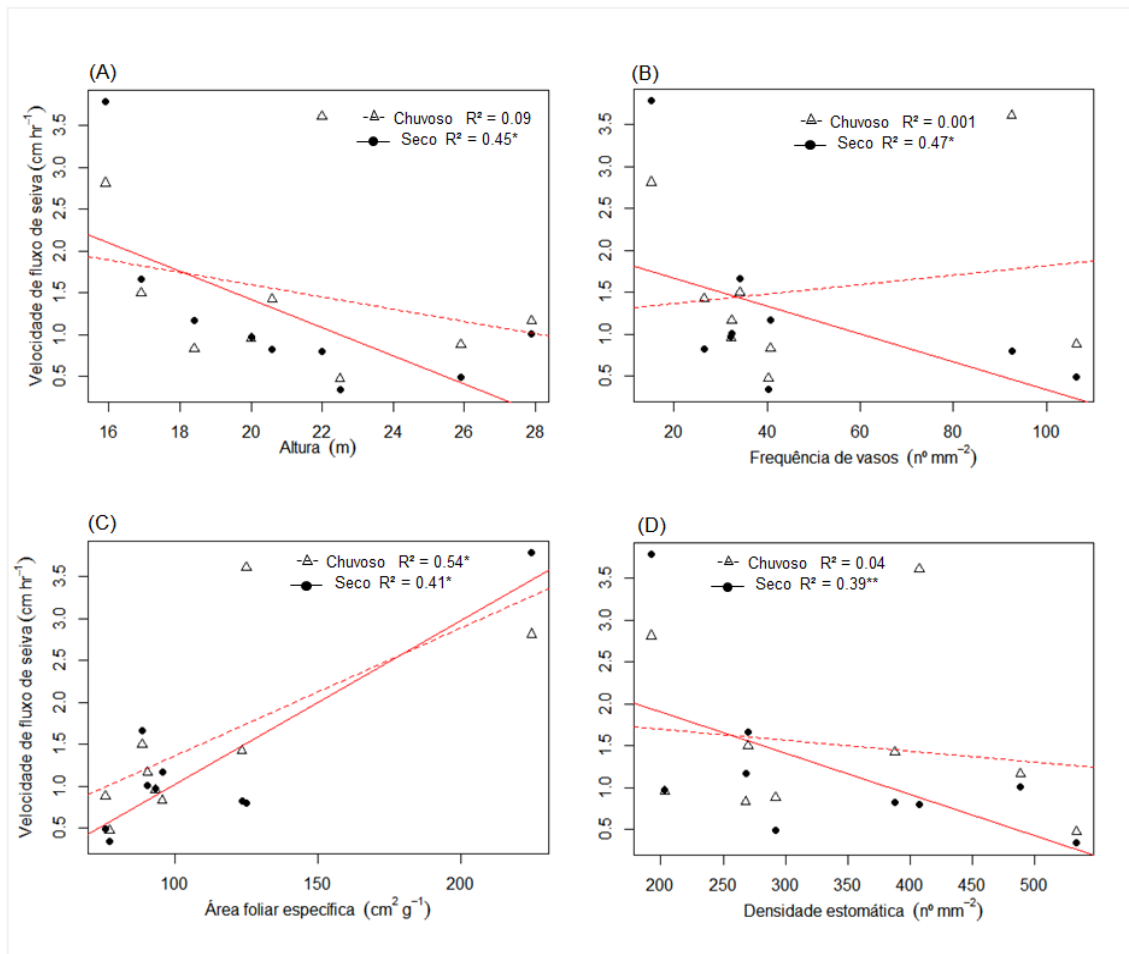 (A)
Chuvoso R² = 0.09
Seco R² = 0.45*
Velocidade de fluxo de seiva (cm hr⁻¹)
0.5 1.0 1.5 2.0 2.5 3.0 3.5
16 18 20 22 24 26 28
Altura (m)
(B)
Chuvoso R² = 0.001
Seco R² = 0.47*
0.5 1.0 1.5 2.0 2.5 3.0 3.5
20 40 60 80 100
Frequência de vasos (nº mm⁻²)
(C)
Chuvoso R² = 0.54*
Seco R² = 0.41*
Velocidade de fluxo de seiva (cm hr⁻¹)
0.5 1.0 1.5 2.0 2.5 3.0 3.5
100 150 200
Área foliar específica (cm² g⁻¹)
(D)
Chuvoso R² = 0.04
Seco R² = 0.39**
0.5 1.0 1.5 2.0 2.5 3.0 3.5
200 250 300 350 400 450 500
Densidade estomática (nº mm⁻²)